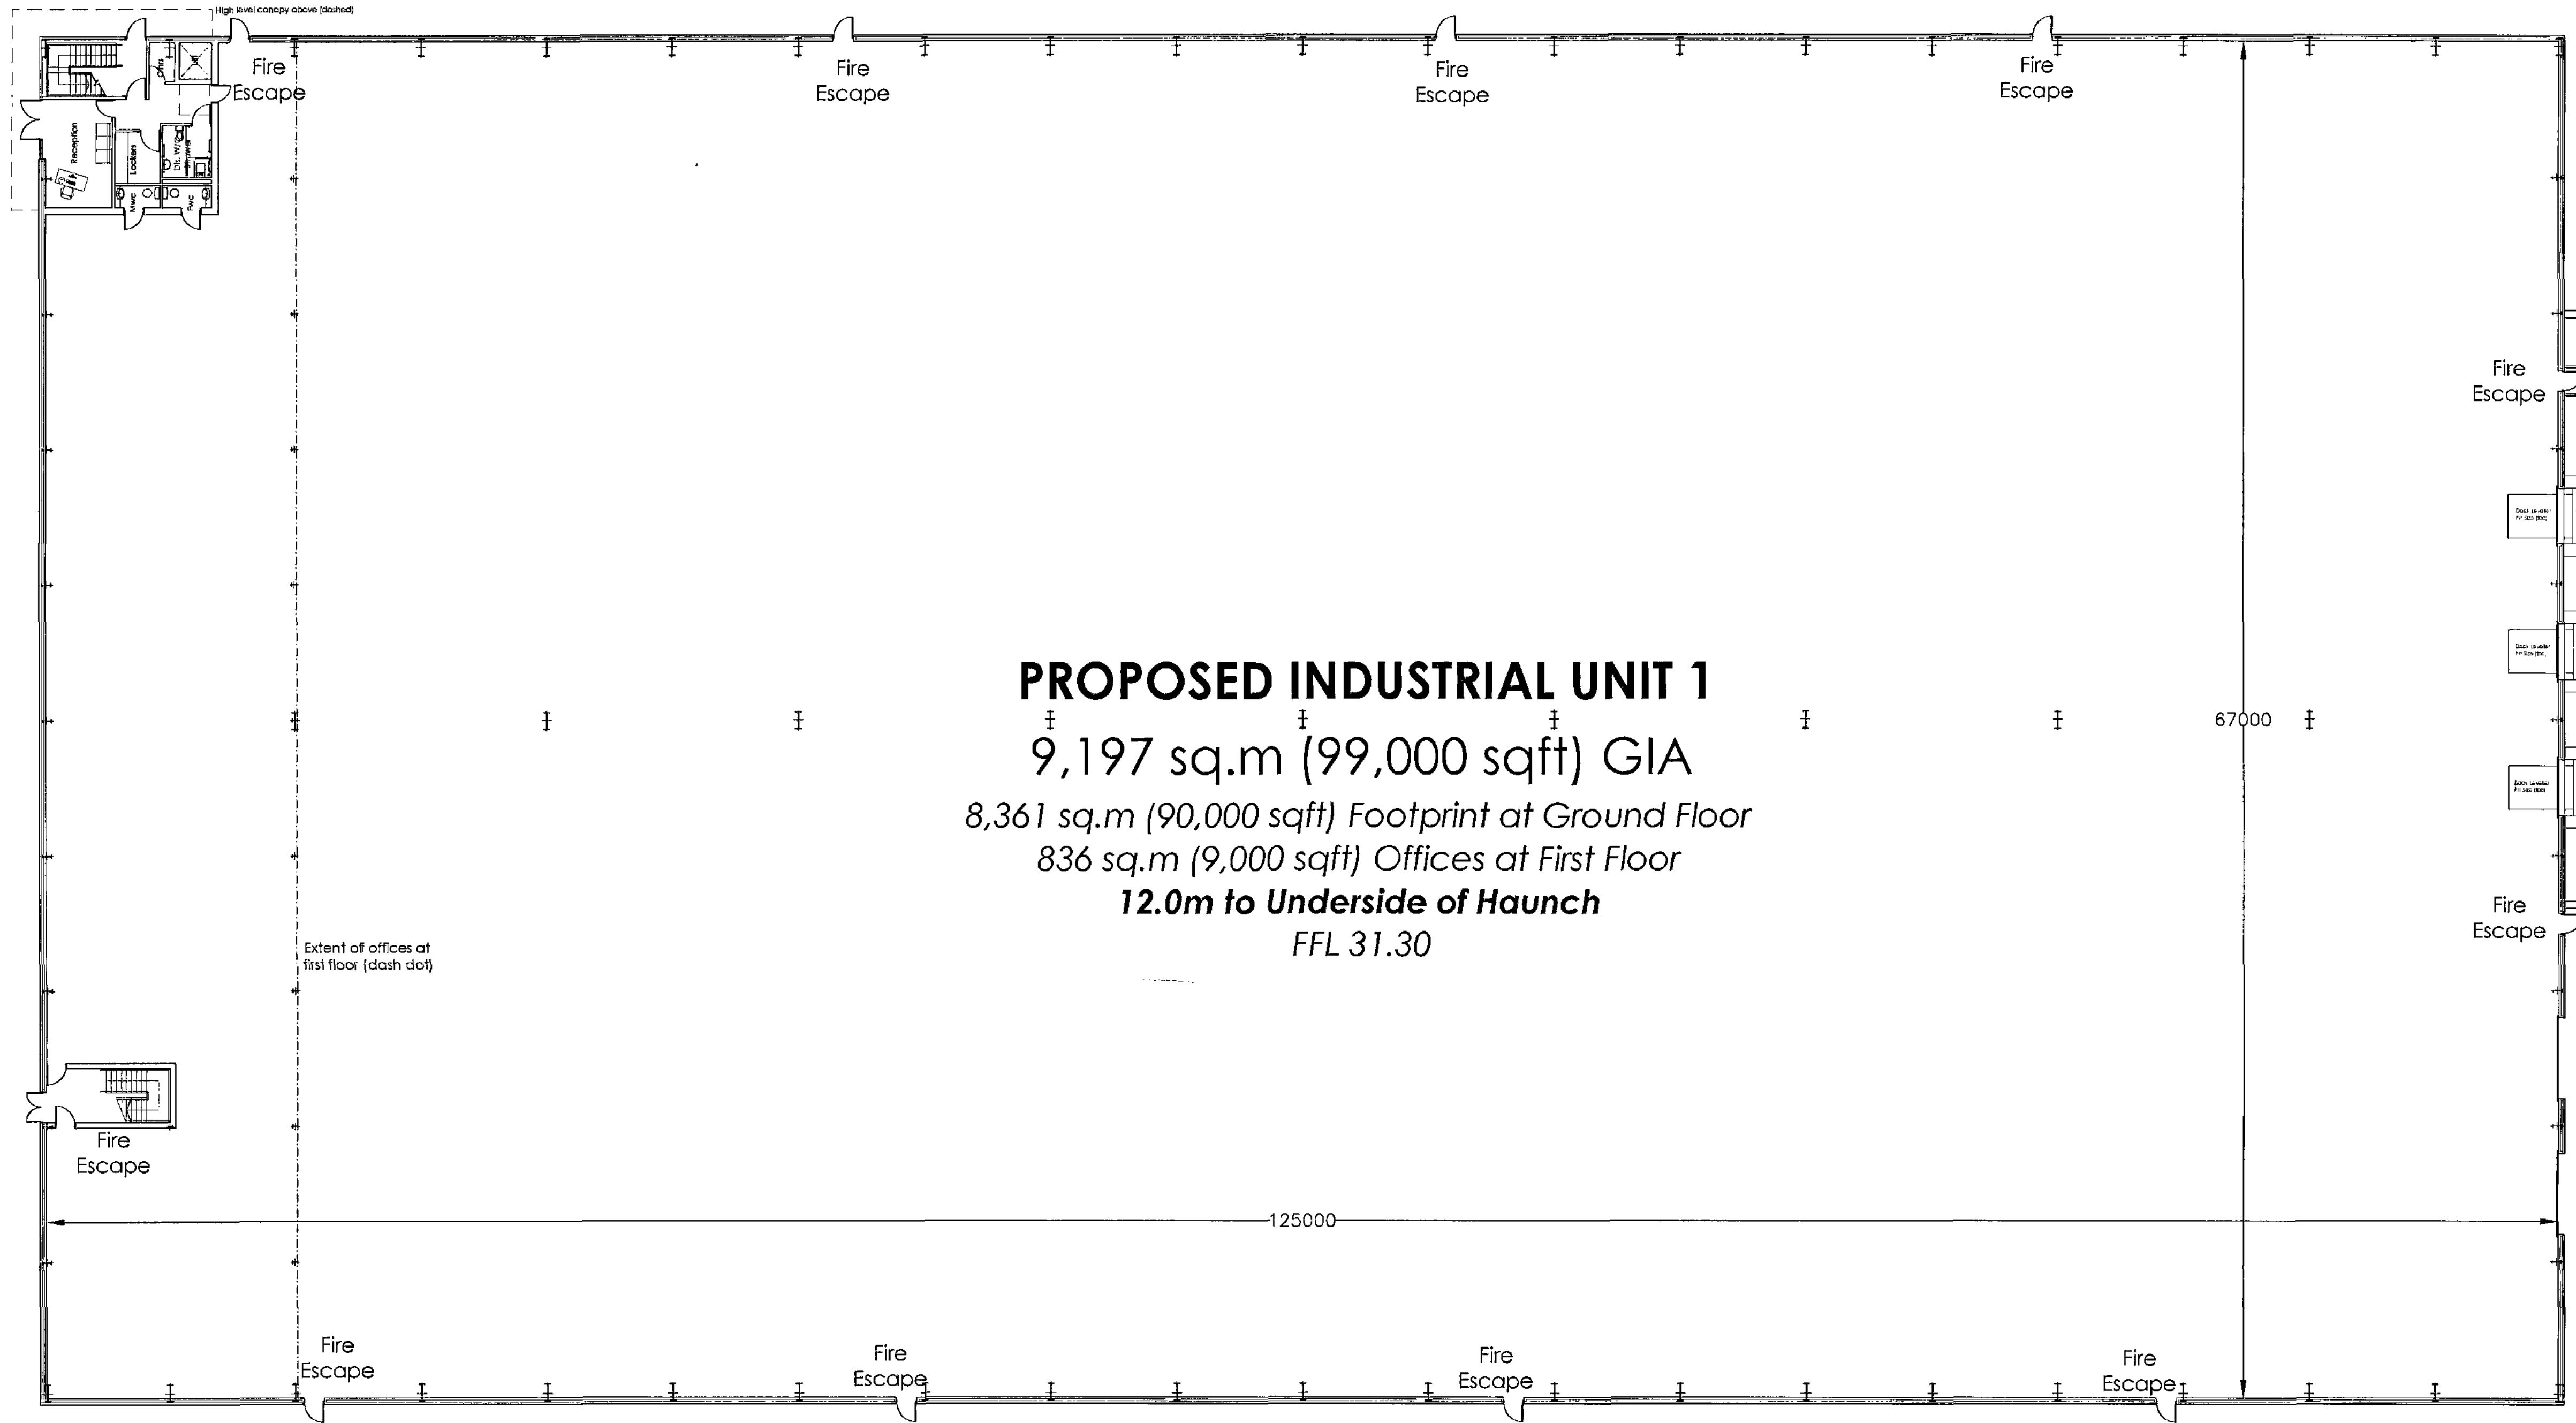 High level canopy above (dashed)
Fire
Escape
Fire
Escape
Fire
Escape
Fire
Escape
Reception
Lockers
Dis. W/C
Shower
Mwc
Fwc
Fire
Escape
PROPOSED INDUSTRIAL UNIT 1
67000
9,197 sq.m (99,000 sqft) GIA
8,361 sq.m (90,000 sqft) Footprint at Ground Floor
836 sq.m (9,000 sqft) Offices at First Floor
12.0m to Underside of Haunch
FFL 31.30
Fire
Escape
Extent of offices at
first floor (dash dot)
Fire
Escape
125000
Fire
Escape
Fire
Escape
Fire
Escape
Fire
Escape